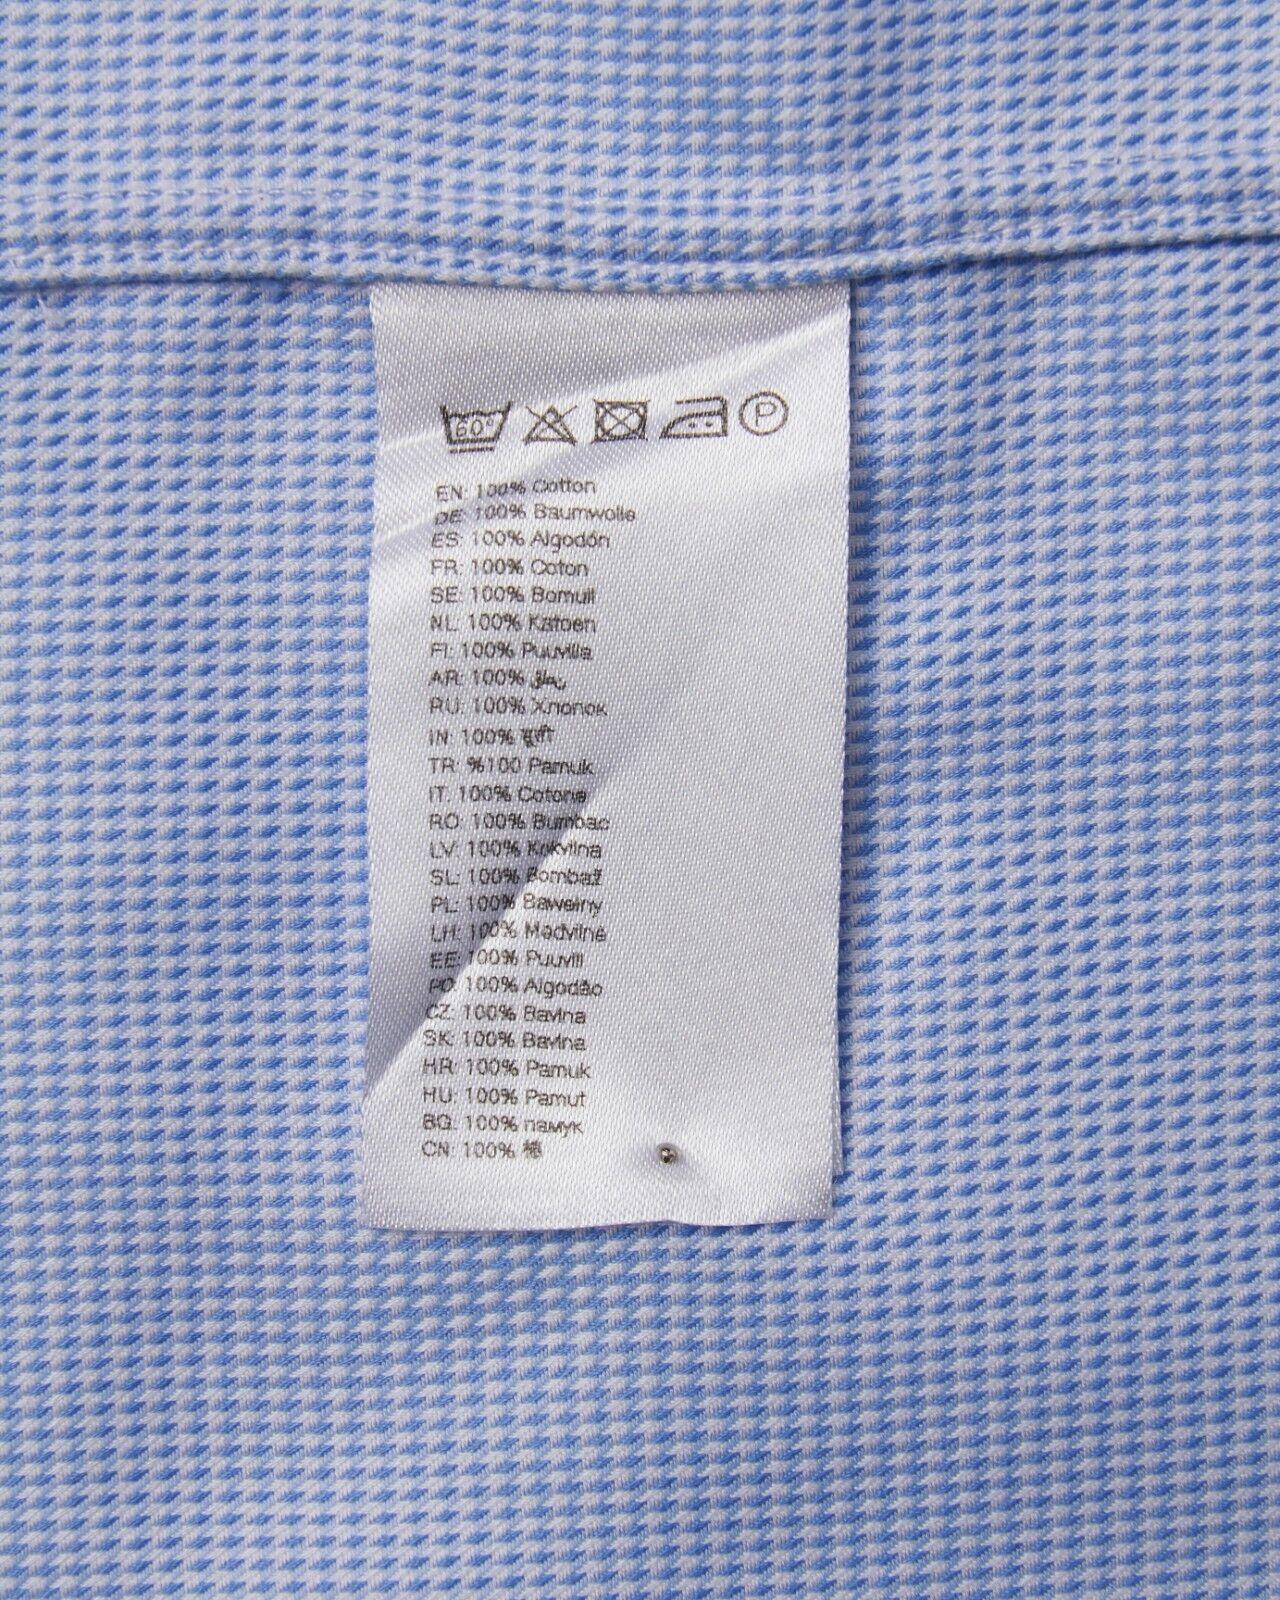 60°
P
EN: 100% Cotton
DE: 100% Baumwolle
ES: 100% Algodón
FR: 100% Coton
SE: 100% Bomull
NL: 100% Katoen
FI: 100% Puuvilla
AR: 100%
RU: 100% Хлопок
IN: 100% सूती
TR: %100 Pamuk
IT: 100% Cotone
RO: 100% Bumbac
LV: 100% Kokvilna
SL: 100% Bombaž
PL: 100% Bawełny
LH: 100% Medvilnė
EE: 100% Puuvill
PO: 100% Algodão
CZ: 100% Bavlna
SK: 100% Bavlna
HR: 100% Pamuk
HU: 100% Pamut
BG: 100% памук
CN: 100% 棉